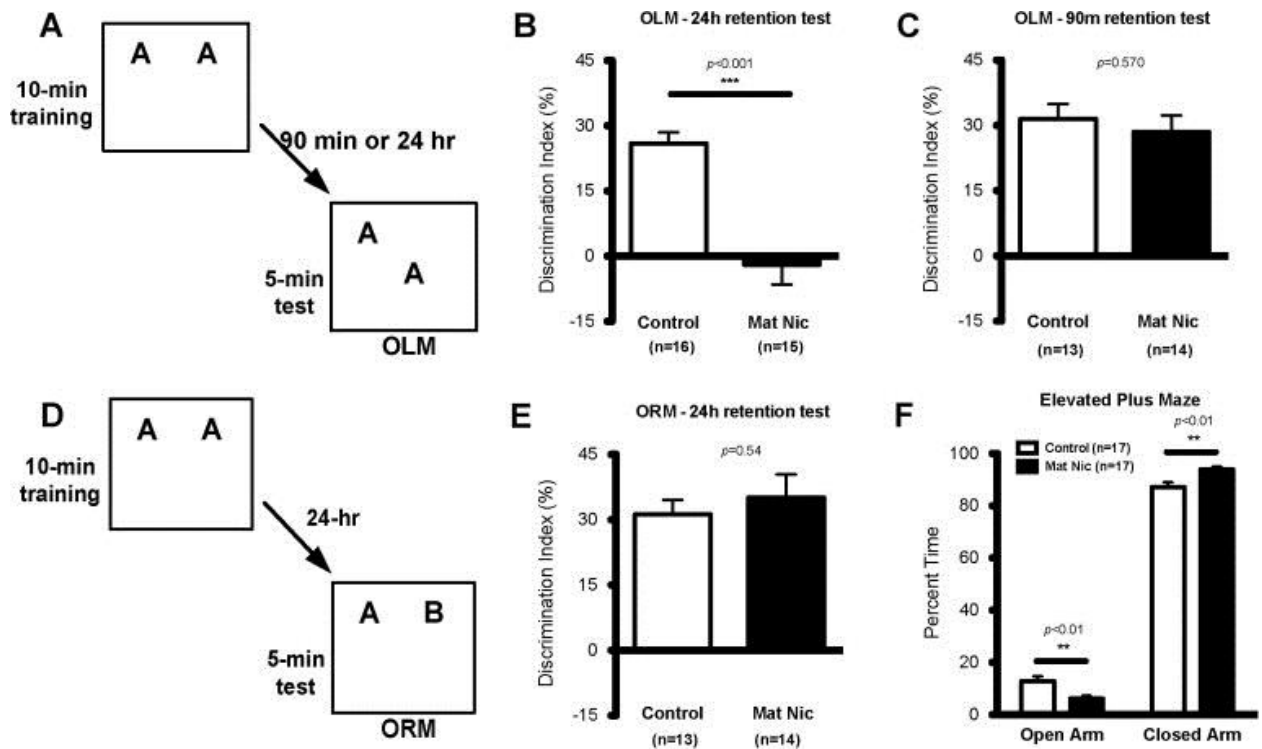 A
A A
10-min
training
90 min or 24 hr
A
A
5-min
test
OLM
B
OLM - 24h retention test
Discrimination Index (%)
45
30
15
0
-15
p<0.001
***
Control
(n=16)
Mat Nic
(n=15)
C
OLM - 90m retention test
Discrimination Index (%)
45
30
15
0
-15
p=0.570
Control
(n=13)
Mat Nic
(n=14)
D
A A
10-min
training
24-hr
A B
5-min
test
ORM
E
ORM - 24h retention test
Discrimination Index (%)
45
30
15
0
-15
p=0.54
Control
(n=13)
Mat Nic
(n=14)
F
Elevated Plus Maze
Percent Time
100
80
60
40
20
0
Control (n=17)
Mat Nic (n=17)
p<0.01
**
p<0.01
**
Open Arm
Closed Arm